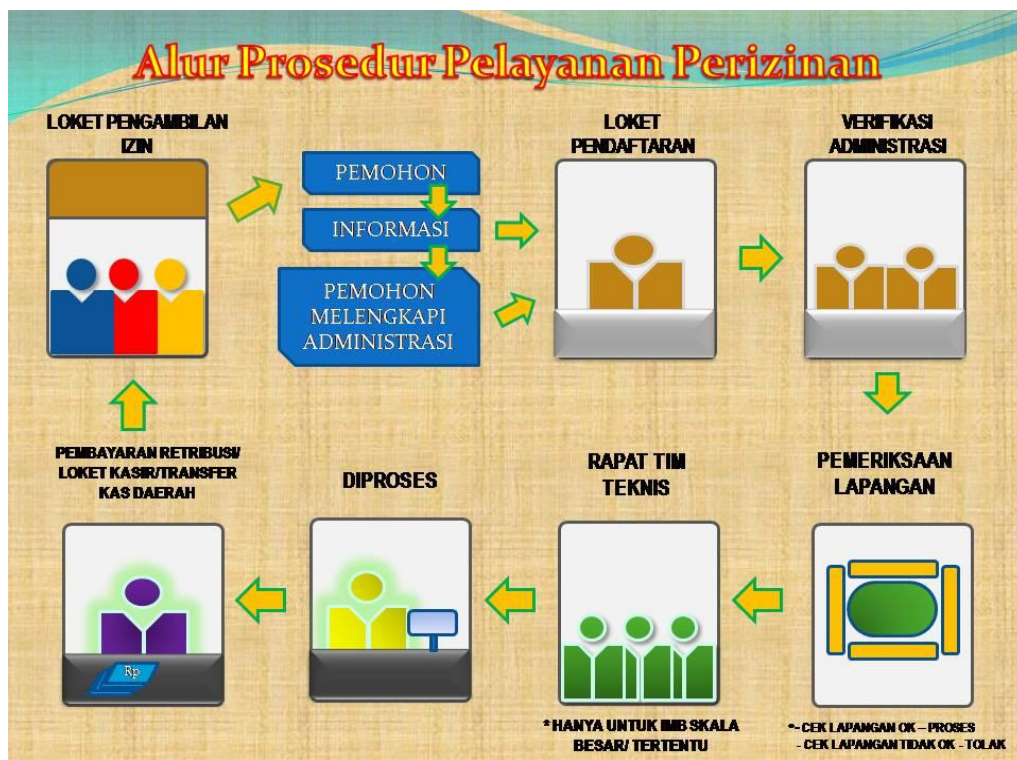 Alur Prosedur Pelayanan Perizinan
LOKET PENGAMBILAN
IZIN
PEMOHON
INFORMASI
PEMOHON
MELENGKAPI
ADMINISTRASI
LOKET
PENDAFTARAN
VERIFIKASI
ADMINISTRASI
PEMBAYARAN RETRIBUSI/
LOKET KASIR/TRANSFER
KAS DAERAH
DIPROSES
RAPAT TIM
TEKNIS
PEMERIKSAAN
LAPANGAN
Rp
* HANYA UNTUK IMB SKALA
BESAR/ TERTENTU
*- CEK LAPANGAN OK – PROSES
- CEK LAPANGAN TIDAK OK - TOLAK